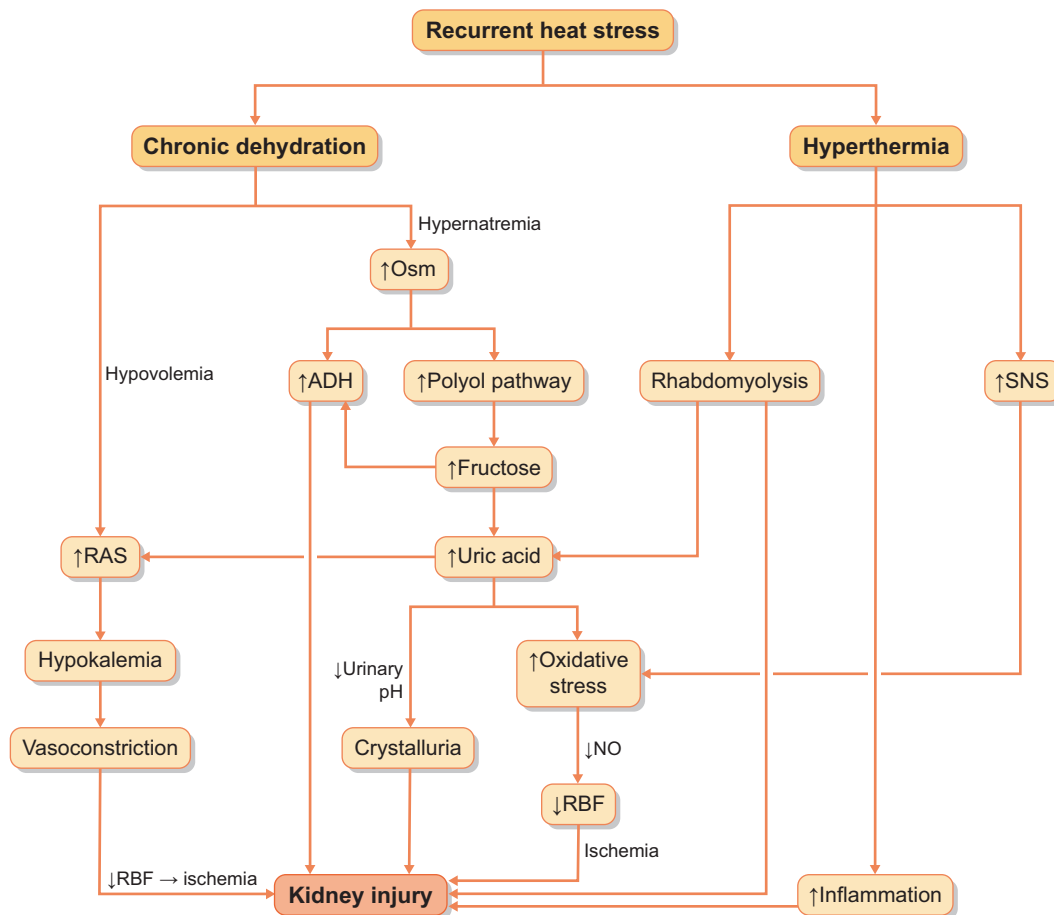 Recurrent heat stress
Chronic dehydration
Hyperthermia
Hypernatremia
↑Osm
Hypovolemia
↑ADH
↑Polyol pathway
Rhabdomyolysis
↑SNS
↑Fructose
↑RAS
↑Uric acid
Hypokalemia
↓Urinary
pH
↑Oxidative
stress
Vasoconstriction
Crystalluria
↓NO
↓RBF
Ischemia
↓RBF → ischemia
Kidney injury
↑Inflammation